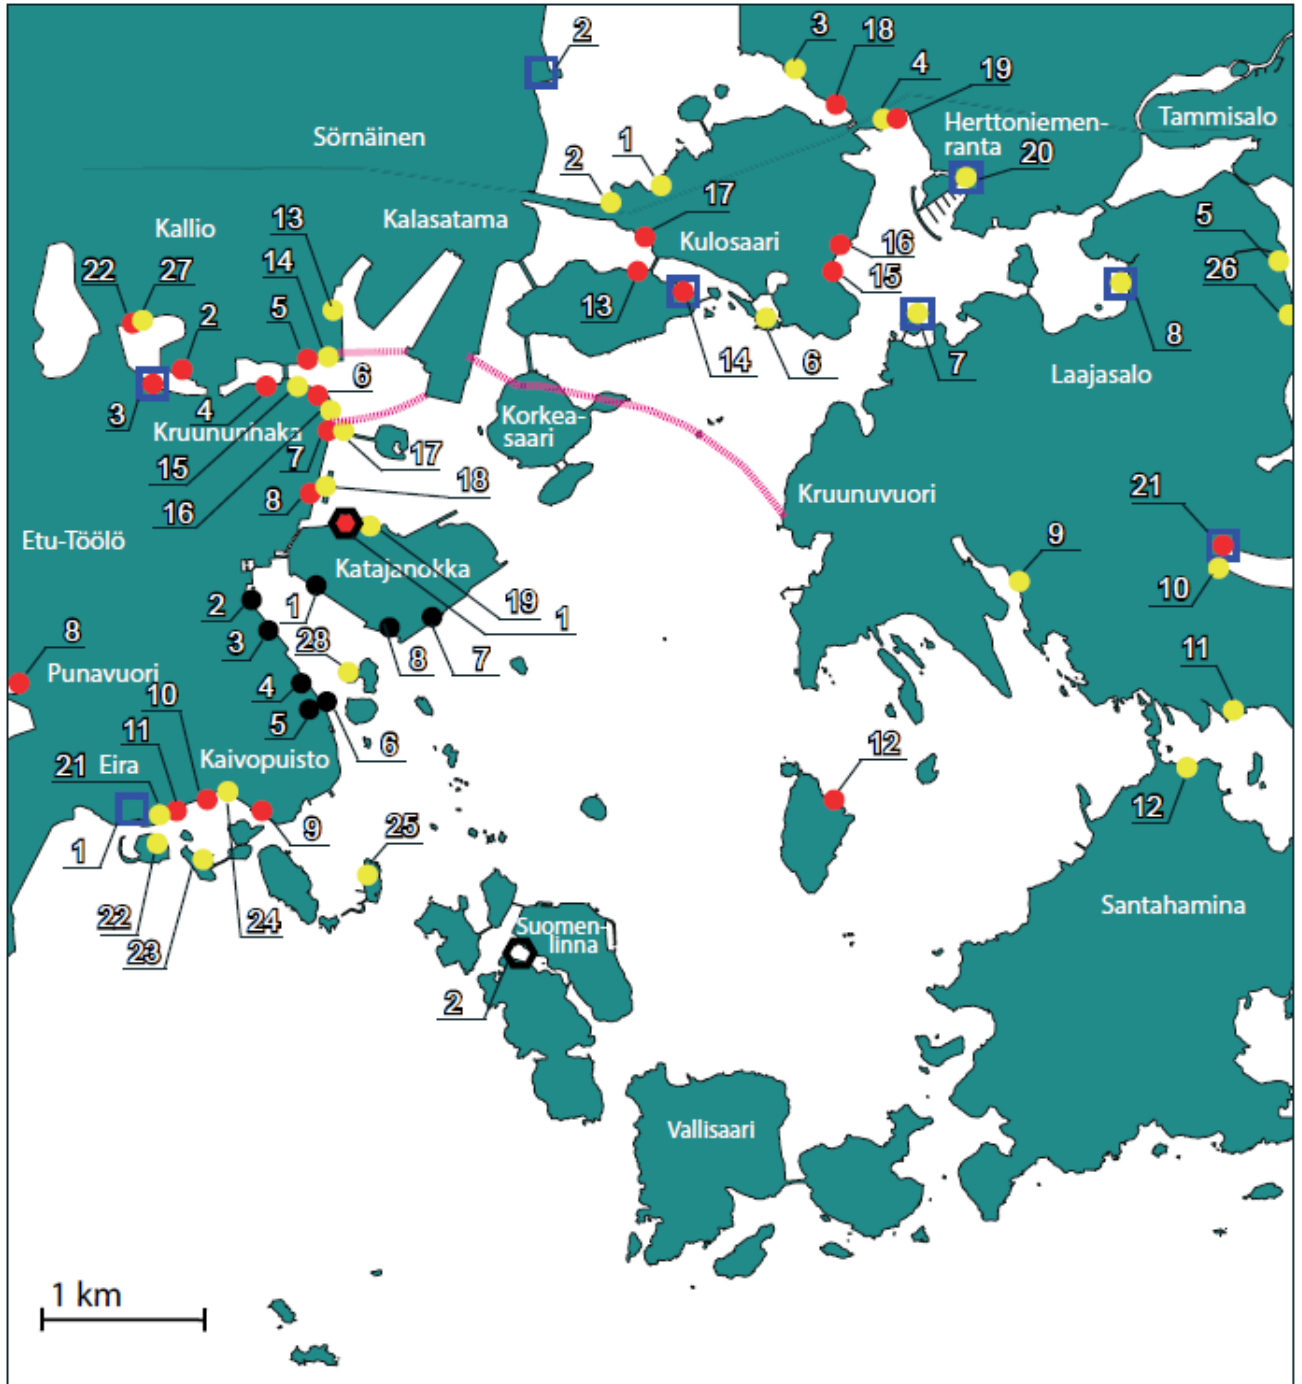 2
3
18
4
19
Tammisalo
Herttoniemen-
ranta
Sörnäinen
1
2
20
17
5
13
Kalasatama
Kallio
Kulosaari
16
14
22
27
2
5
15
26
13
14
6
7
8
3
4
6
Laajasalo
Korkea-
saari
Kruununhaka
7
17
15
16
8
18
Kruunuvuori
21
Etu-Töölö
9
Katajanokka
10
2
1
19
1
3
28
8
7
8
Punavuori
10
4
11
5
6
11
21
Eira
Kaivopuisto
12
12
1
9
25
22
24
23
Santahamina
Suomen-
linna
2
Vallisaari
1 km